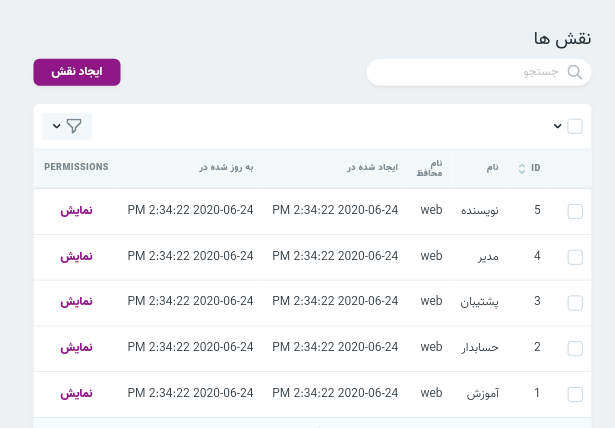 نقش ها
جستجو
ایجاد نقش
ID نام نام محافظ ایجاد شده در به روز شده در PERMISSIONS
5 نویسنده web 2020-06-24 2:34:22 PM 2020-06-24 2:34:22 PM نمایش
4 مدیر web 2020-06-24 2:34:22 PM 2020-06-24 2:34:22 PM نمایش
3 پشتیبان web 2020-06-24 2:34:22 PM 2020-06-24 2:34:22 PM نمایش
2 حسابدار web 2020-06-24 2:34:22 PM 2020-06-24 2:34:22 PM نمایش
1 آموزش web 2020-06-24 2:34:22 PM 2020-06-24 2:34:22 PM نمایش